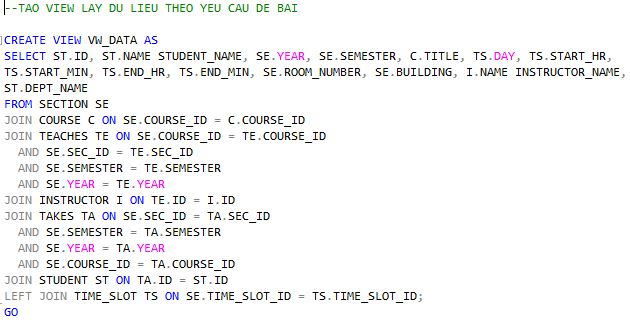 --TAO VIEW LAY DU LIEU THEO YEU CAU DE BAI
CREATE VIEW VW_DATA AS
SELECT ST.ID, ST.NAME STUDENT_NAME, SE.YEAR, SE.SEMESTER, C.TITLE, TS.DAY, TS.START_HR,
TS.START_MIN, TS.END_HR, TS.END_MIN, SE.ROOM_NUMBER, SE.BUILDING, I.NAME INSTRUCTOR_NAME,
ST.DEPT_NAME
FROM SECTION SE
JOIN COURSE C ON SE.COURSE_ID = C.COURSE_ID
JOIN TEACHES TE ON SE.COURSE_ID = TE.COURSE_ID
AND SE.SEC_ID = TE.SEC_ID
AND SE.SEMESTER = TE.SEMESTER
AND SE.YEAR = TE.YEAR
JOIN INSTRUCTOR I ON TE.ID = I.ID
JOIN TAKES TA ON SE.SEC_ID = TA.SEC_ID
AND SE.SEMESTER = TA.SEMESTER
AND SE.YEAR = TA.YEAR
AND SE.COURSE_ID = TA.COURSE_ID
JOIN STUDENT ST ON TA.ID = ST.ID
LEFT JOIN TIME_SLOT TS ON SE.TIME_SLOT_ID = TS.TIME_SLOT_ID;
GO